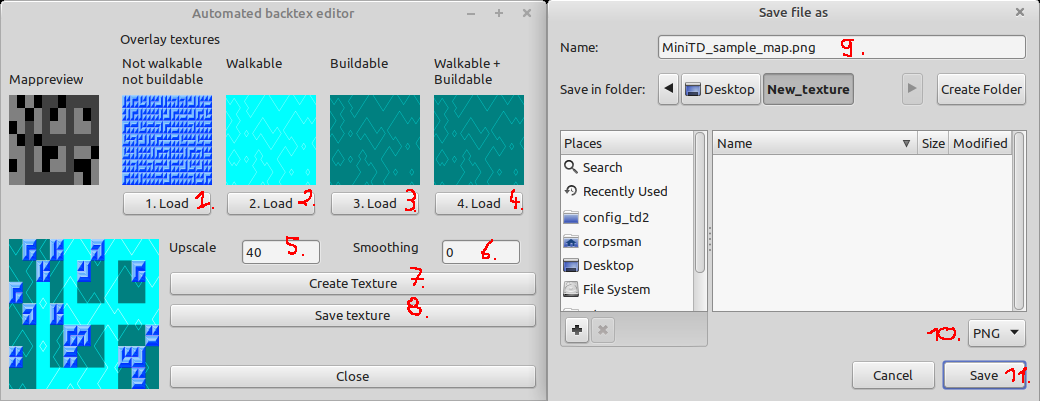 Automated backtex editor
Overlay textures
Mappreview
Not walkable
not buildable
Walkable
Buildable
Walkable +
Buildable
1. Load 1.
2. Load 2.
3. Load 3.
4. Load 4.
Upscale 40 5. Smoothing 0 6.
Create Texture 7.
Save texture 8.
Close
Save file as
Name: MiniTD_sample_map.png 9.
Save in folder: Desktop New_texture Create Folder
Places
Search
Recently Used
config_td2
corpsman
Desktop
File System
Name Size Modified
10. PNG
Cancel Save 11.